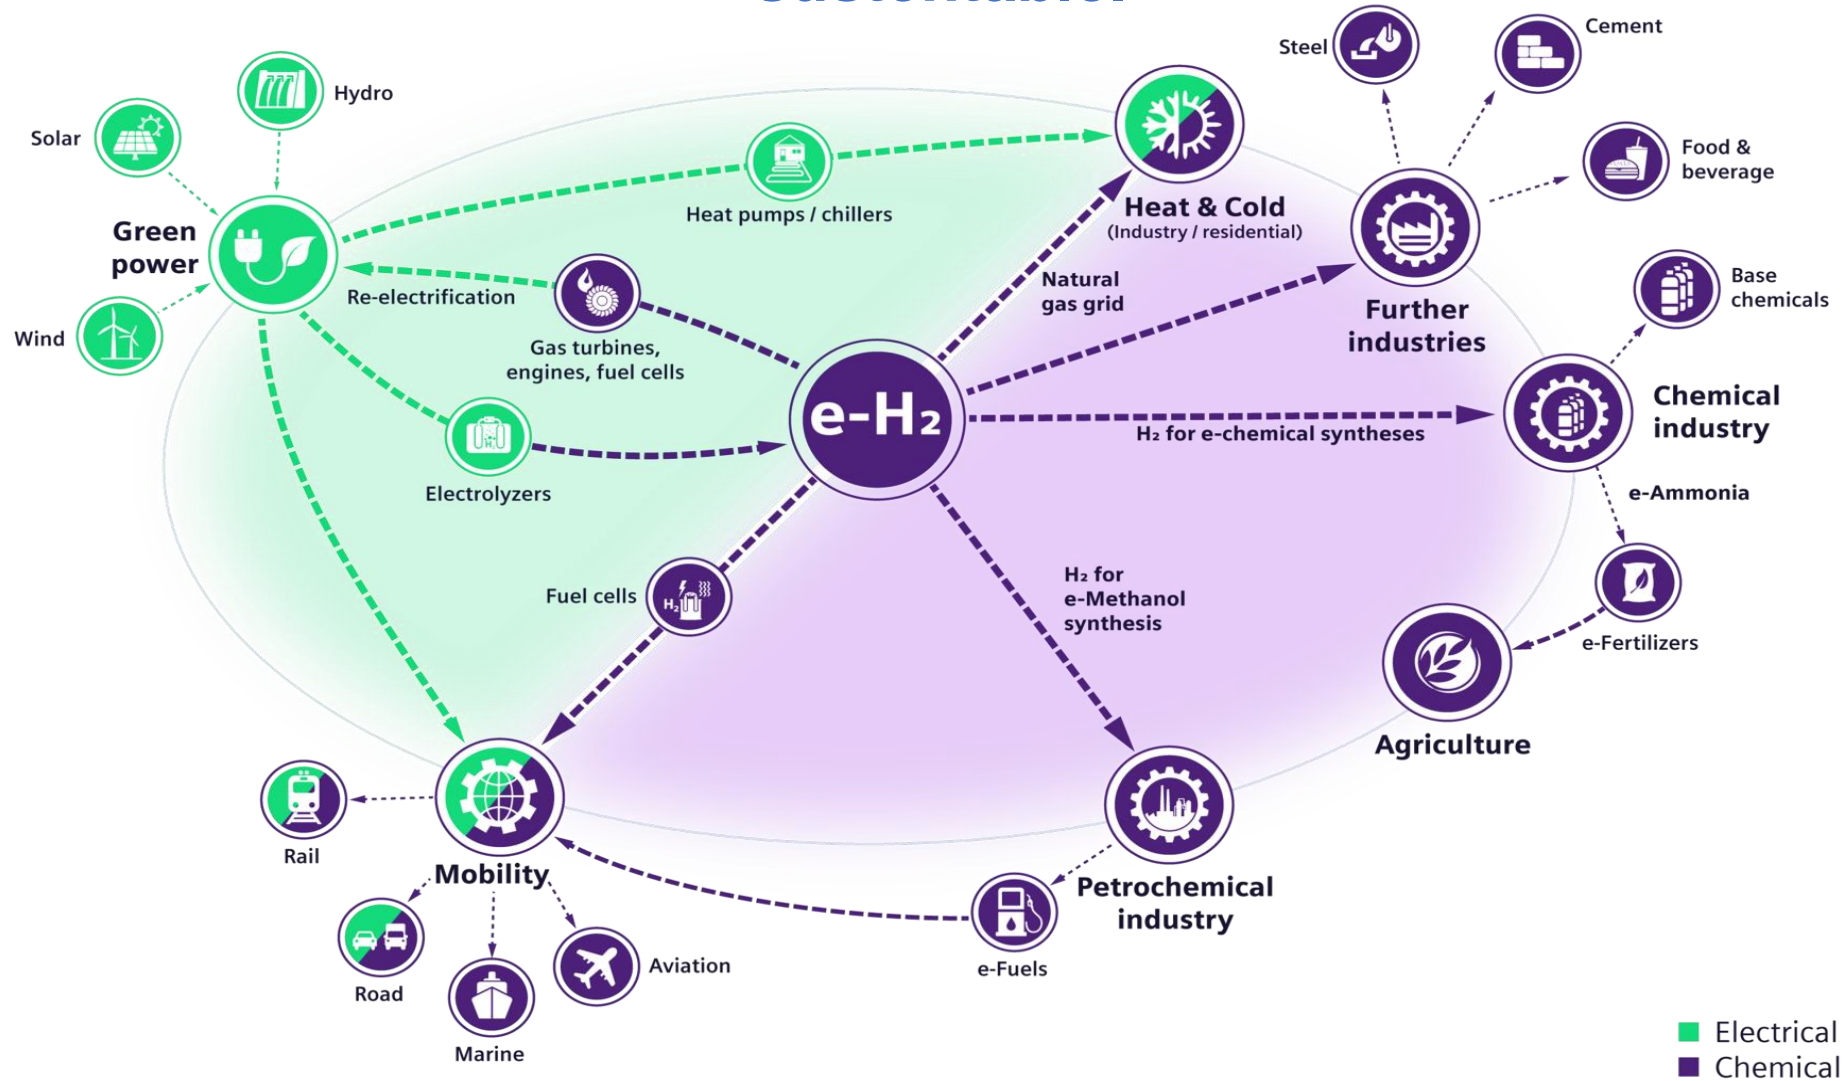 Steel
Cement
Hydro
Solar
Food &
beverage
Heat pumps / chillers
Heat & Cold
(Industry / residential)
Green
power
Natural
gas grid
Base
chemicals
Re-electrification
Further
industries
Wind
Gas turbines,
engines, fuel cells
e-H₂
Chemical
industry
H₂ for e-chemical syntheses
Electrolyzers
e-Ammonia
H₂ for
e-Methanol
synthesis
Fuel cells
H₂
e-Fertilizers
Agriculture
Rail
Mobility
Petrochemical
industry
Aviation
e-Fuels
Road
Marine
Electrical
Chemical